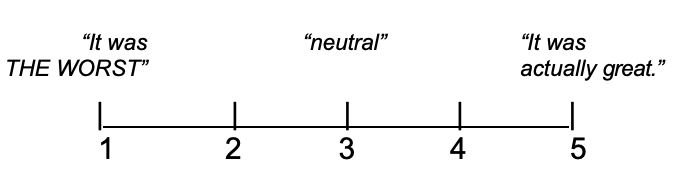 “It was
THE WORST”
“neutral”
“It was
actually great.”
1 2 3 4 5